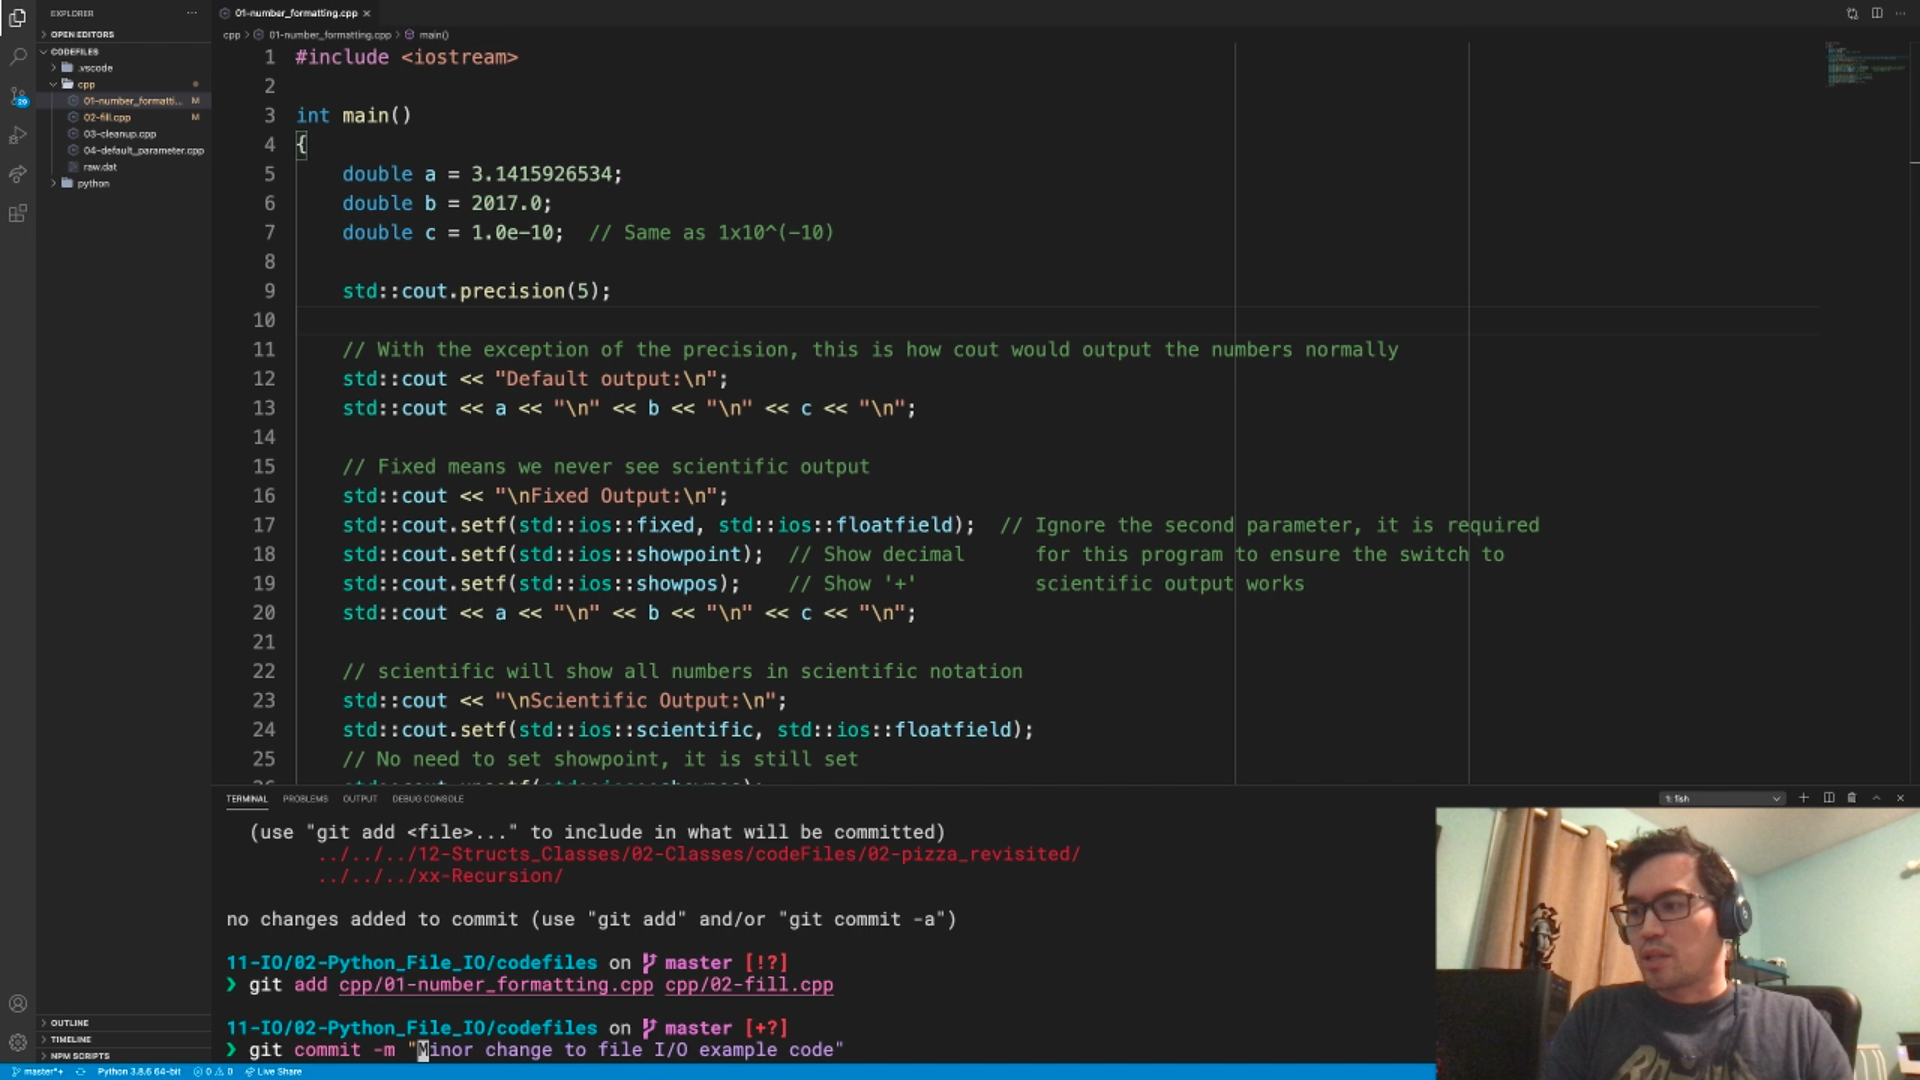 EXPLORER
OPEN EDITORS
CODEFILES
.vscode
cpp
01-number_formatti... M
02-fill.cpp M
03-cleanup.cpp
04-default_parameter.cpp
raw.dat
python
29
OUTLINE
TIMELINE
NPM SCRIPTS
01-number_formatting.cpp
cpp > 01-number_formatting.cpp > main()
1 #include <iostream>
2
3 int main()
4 {
5 double a = 3.1415926534;
6 double b = 2017.0;
7 double c = 1.0e-10; // Same as 1x10^(-10)
8
9 std::cout.precision(5);
10
11 // With the exception of the precision, this is how cout would output the numbers normally
12 std::cout << "Default output:\n";
13 std::cout << a << "\n" << b << "\n" << c << "\n";
14
15 // Fixed means we never see scientific output
16 std::cout << "\nFixed Output:\n";
17 std::cout.setf(std::ios::fixed, std::ios::floatfield); // Ignore the second parameter, it is required
18 std::cout.setf(std::ios::showpoint); // Show decimal for this program to ensure the switch to
19 std::cout.setf(std::ios::showpos); // Show '+' scientific output works
20 std::cout << a << "\n" << b << "\n" << c << "\n";
21
22 // scientific will show all numbers in scientific notation
23 std::cout << "\nScientific Output:\n";
24 std::cout.setf(std::ios::scientific, std::ios::floatfield);
25 // No need to set showpoint, it is still set
TERMINAL PROBLEMS OUTPUT DEBUG CONSOLE
1: fish
(use "git add <file>..." to include in what will be committed)
../../../12-Structs_Classes/02-Classes/codeFiles/02-pizza_revisited/
../../../xx-Recursion/
no changes added to commit (use "git add" and/or "git commit -a")
11-IO/02-Python_File_IO/codefiles on master [!?]
❯ git add cpp/01-number_formatting.cpp cpp/02-fill.cpp
11-IO/02-Python_File_IO/codefiles on master [+?]
❯ git commit -m "Minor change to file I/O example code"
master*+ Python 3.8.6 64-bit 0 0 Live Share